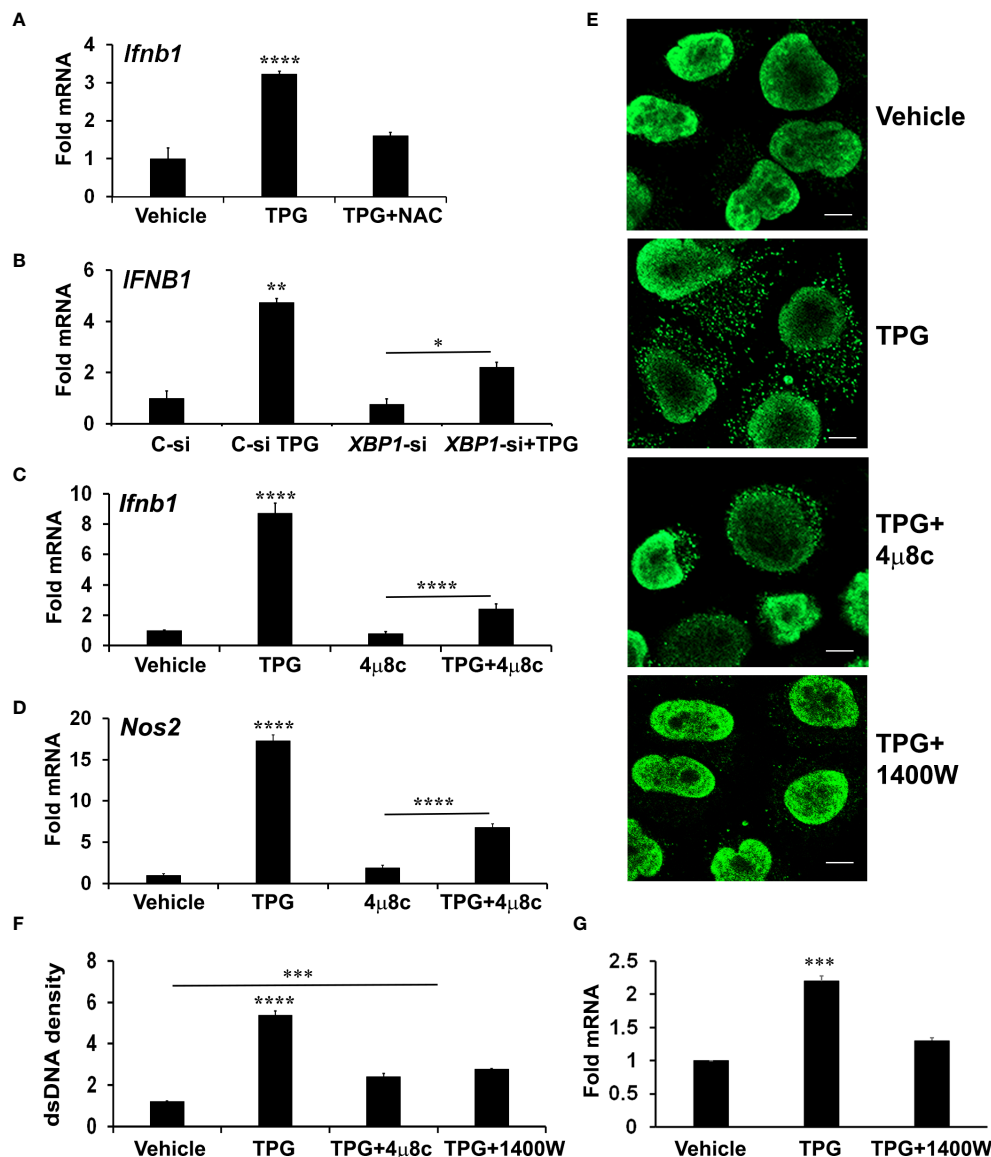 A
Ifnb1
Fold mRNA
4
3
2
1
0
****
Vehicle TPG TPG+NAC
B
IFNB1
Fold mRNA
6
4
2
0
**
*
C-si C-si TPG XBP1-si XBP1-si+TPG
C
Ifnb1
Fold mRNA
10
8
6
4
2
0
****
****
Vehicle TPG 4µ8c TPG+4µ8c
D
Nos2
Fold mRNA
20
15
10
5
0
****
****
Vehicle TPG 4µ8c TPG+4µ8c
E
Vehicle
TPG
TPG+
4µ8c
TPG+
1400W
F
dsDNA density
8
6
4
2
0
***
****
Vehicle TPG TPG+4µ8c TPG+1400W
G
Fold mRNA
2.5
2
1.5
1
0.5
0
***
Vehicle TPG TPG+1400W